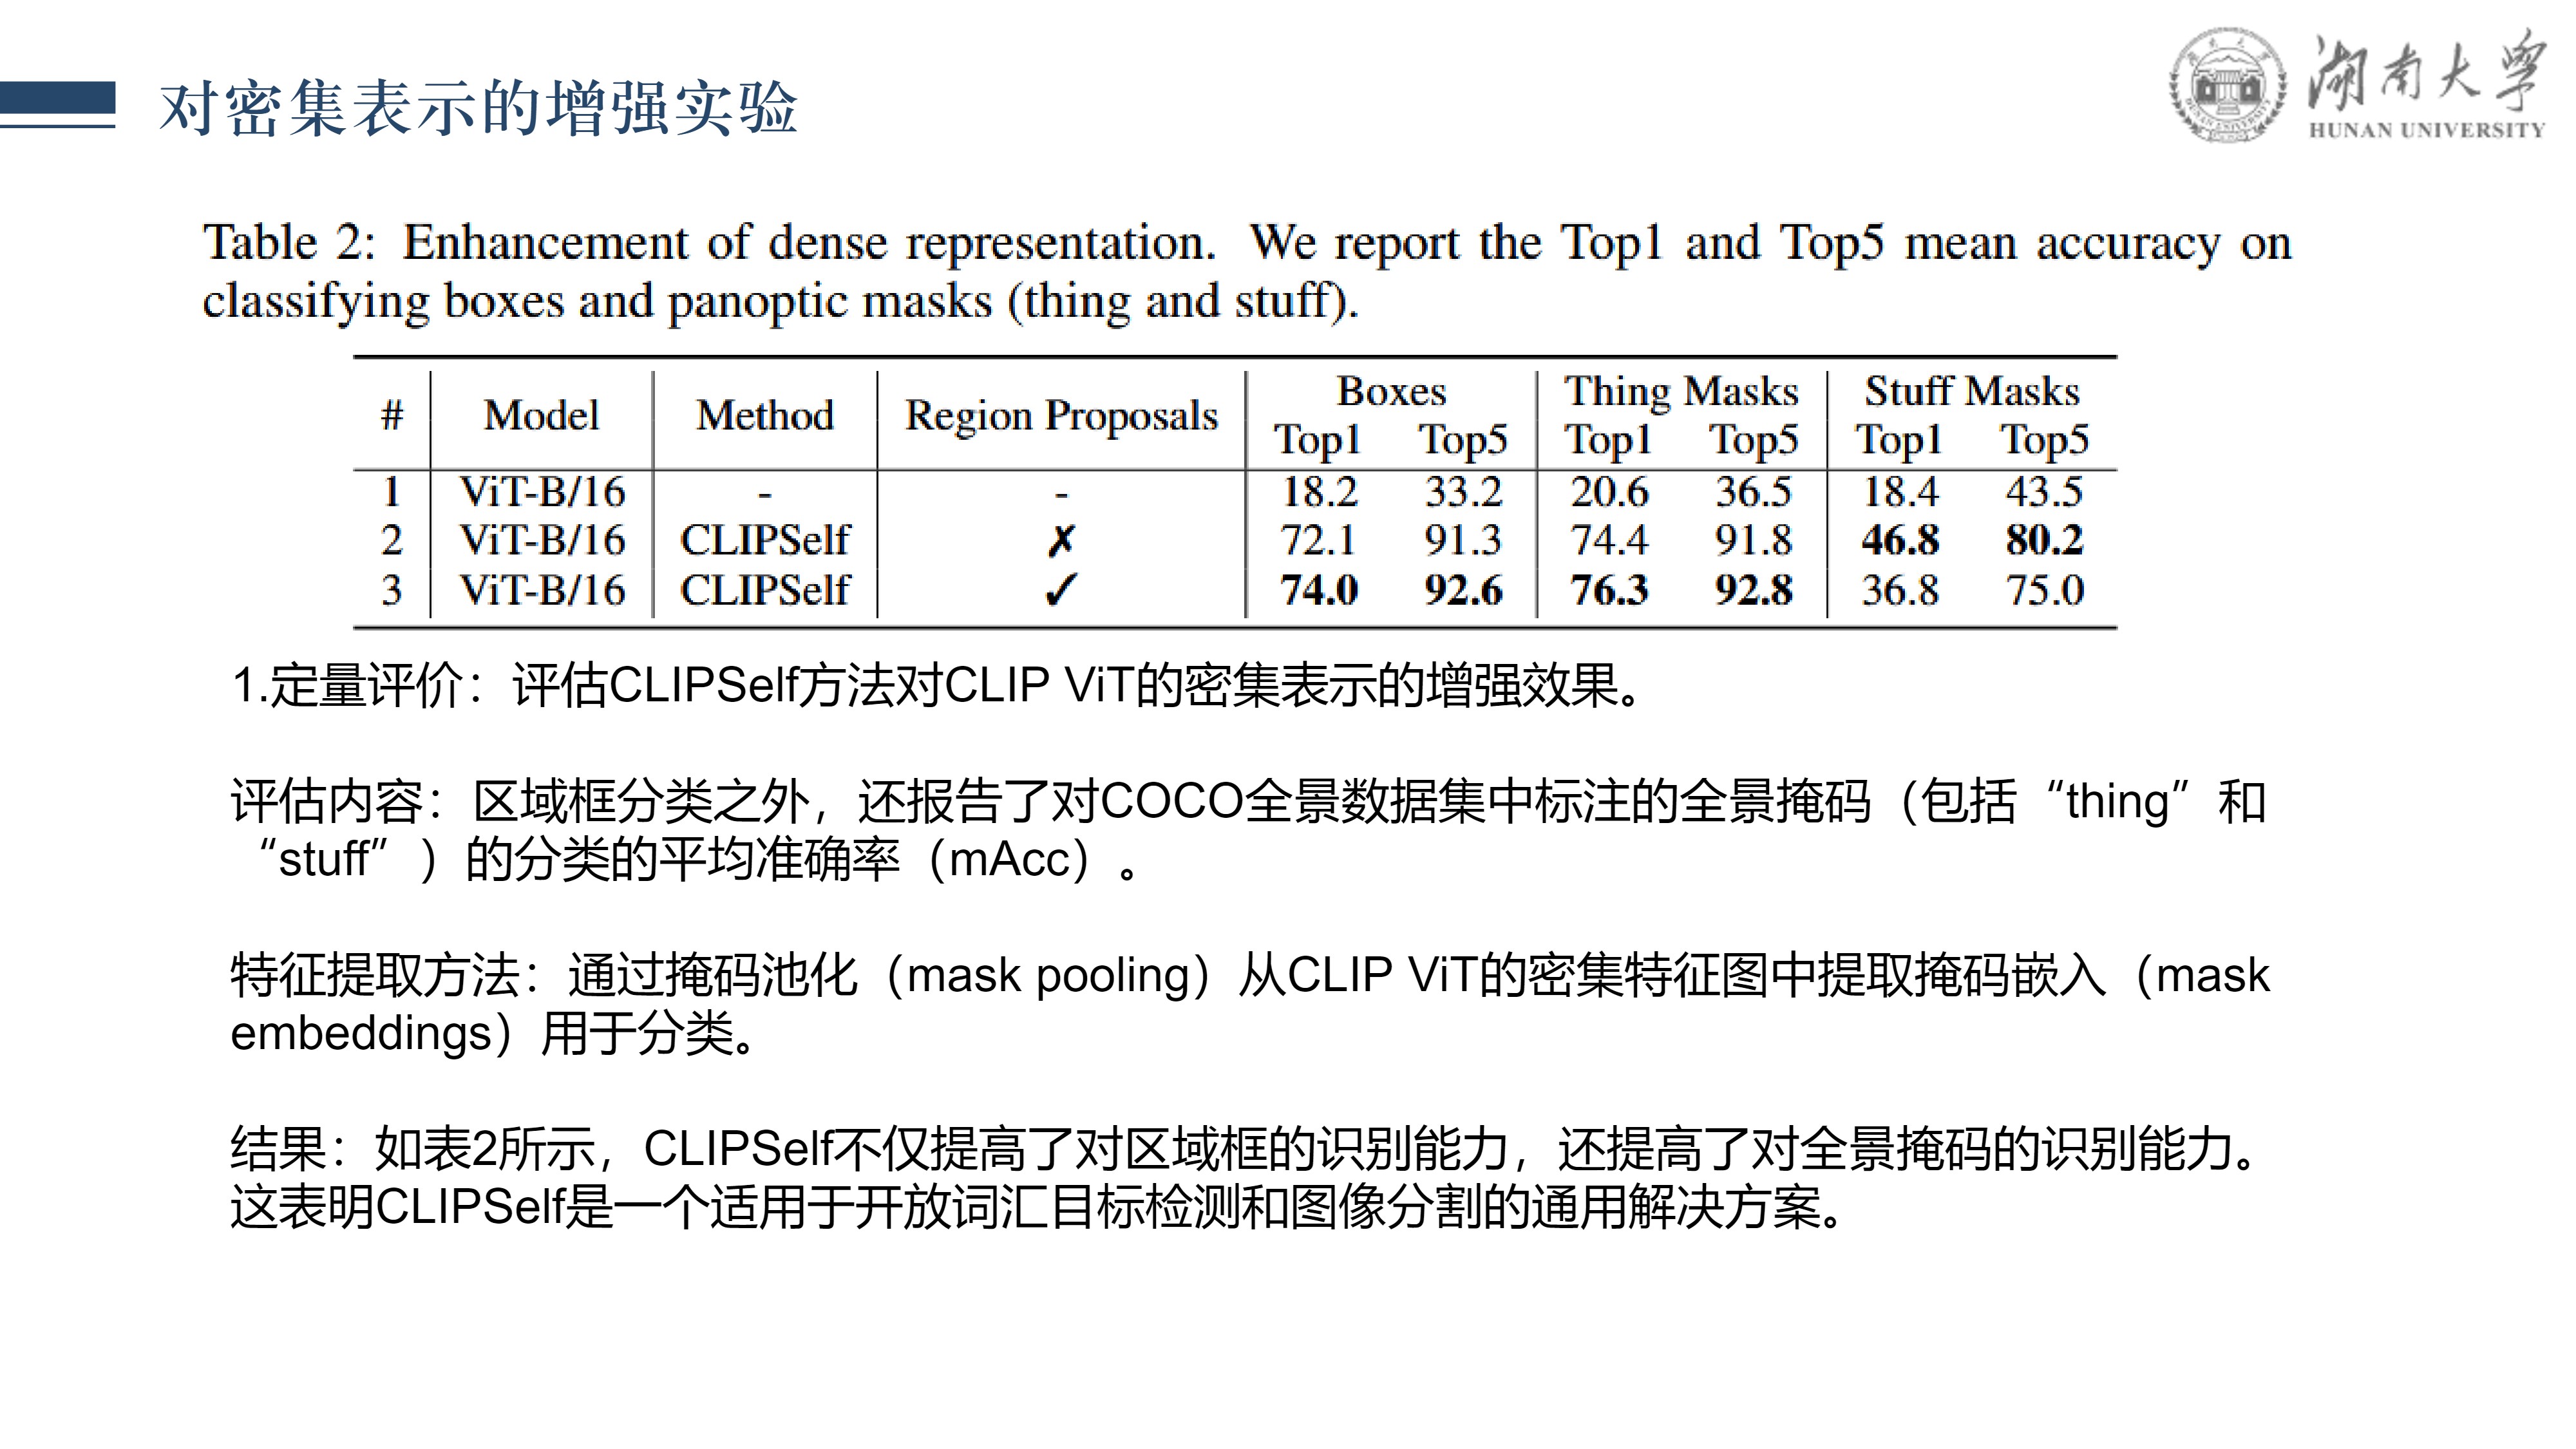 对密集表示的增强实验
湖南大学
HUNAN UNIVERSITY
Table 2: Enhancement of dense representation. We report the Top1 and Top5 mean accuracy on
classifying boxes and panoptic masks (thing and stuff).
# Model Method Region Proposals Boxes Thing Masks Stuff Masks
Top1 Top5 Top1 Top5 Top1 Top5
1 ViT-B/16 - - 18.2 33.2 20.6 36.5 18.4 43.5
2 ViT-B/16 CLIPSelf ✗ 72.1 91.3 74.4 91.8 46.8 80.2
3 ViT-B/16 CLIPSelf ✓ 74.0 92.6 76.3 92.8 36.8 75.0
1.定量评价：评估CLIPSelf方法对CLIP ViT的密集表示的增强效果。
评估内容：区域框分类之外，还报告了对COCO全景数据集中标注的全景掩码（包括“thing”和
“stuff”）的分类的平均准确率（mAcc）。
特征提取方法：通过掩码池化（mask pooling）从CLIP ViT的密集特征图中提取掩码嵌入（mask
embeddings）用于分类。
结果：如表2所示，CLIPSelf不仅提高了对区域框的识别能力，还提高了对全景掩码的识别能力。
这表明CLIPSelf是一个适用于开放词汇目标检测和图像分割的通用解决方案。